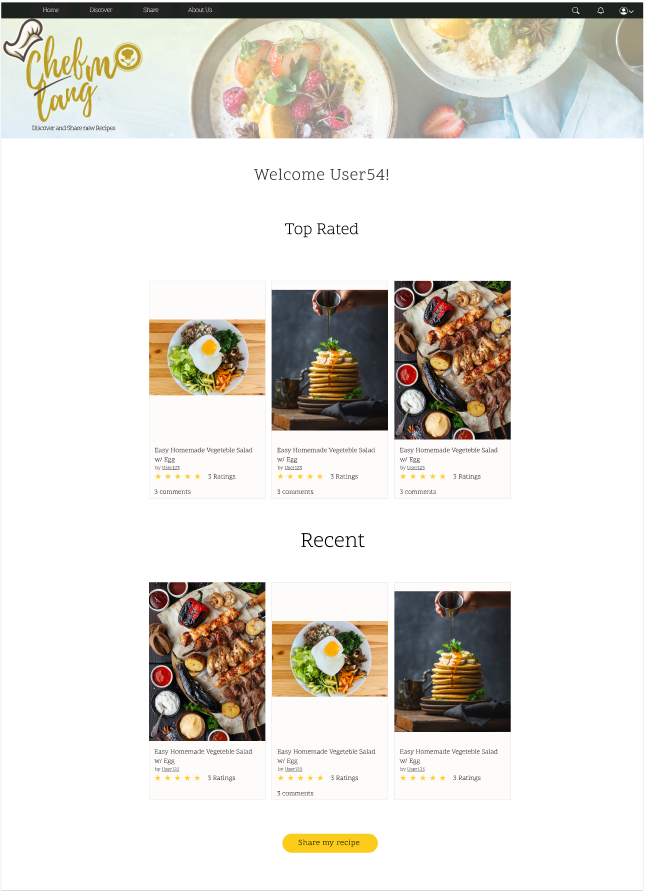 Home Discover Share About Us
Chef mo
tang
Discover and Share new Recipes
Welcome User54!
Top Rated
Easy Homemade Vegeteble Salad
w/ Egg
by User123
3 Ratings
3 comments
Easy Homemade Vegeteble Salad
w/ Egg
by User123
3 Ratings
3 comments
Easy Homemade Vegeteble Salad
w/ Egg
by User123
3 Ratings
3 comments
Recent
Easy Homemade Vegeteble Salad
w/ Egg
by User123
3 Ratings
Easy Homemade Vegeteble Salad
w/ Egg
by User123
3 Ratings
3 comments
Easy Homemade Vegeteble Salad
w/ Egg
by User123
3 Ratings
Share my recipe